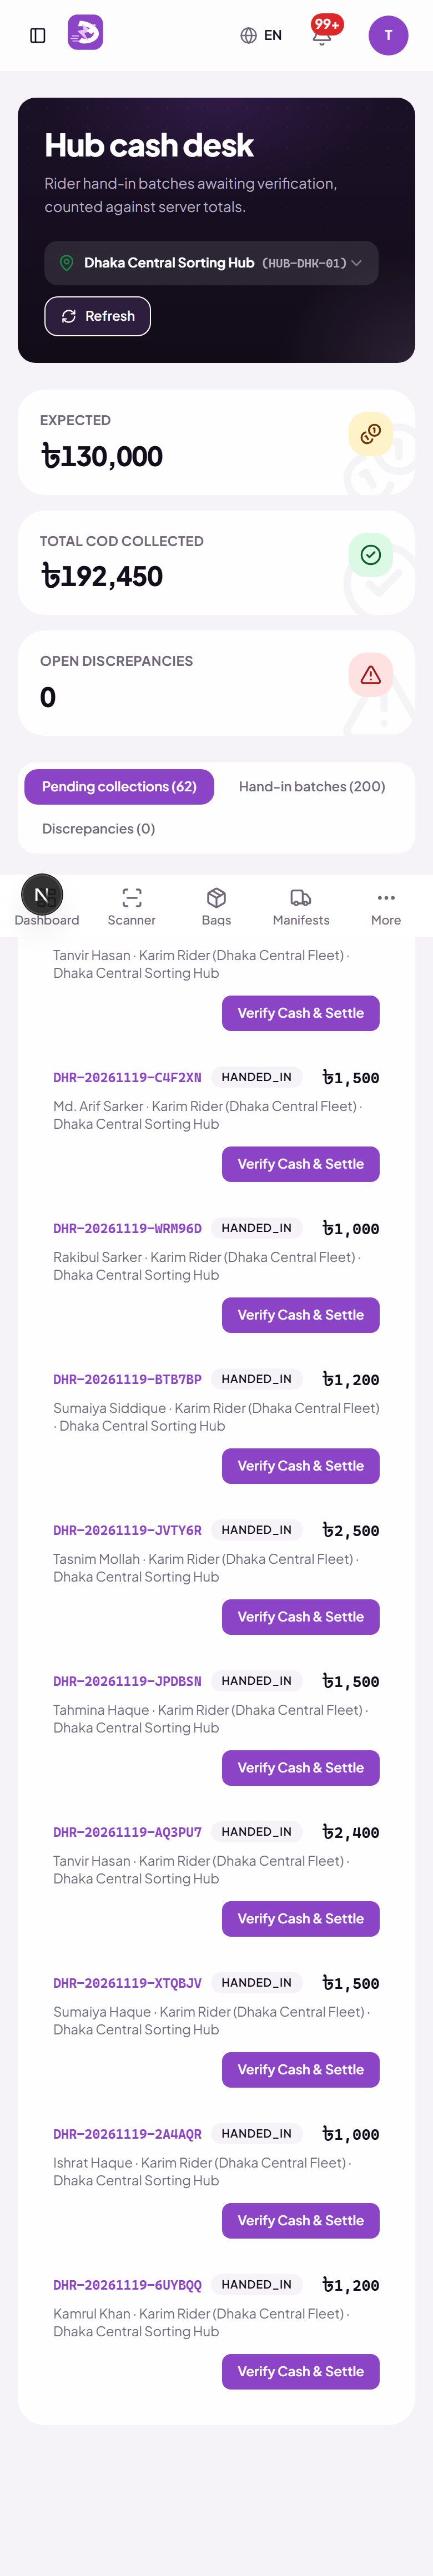 EN
99+
T
Hub cash desk
Rider hand-in batches awaiting verification,
counted against server totals.
Dhaka Central Sorting Hub (HUB-DHK-01)
Refresh
EXPECTED
৳130,000
TOTAL COD COLLECTED
৳192,450
OPEN DISCREPANCIES
0
Pending collections (62)
Hand-in batches (200)
Discrepancies (0)
N
Dashboard
Scanner
Bags
Manifests
More
Tanvir Hasan · Karim Rider (Dhaka Central Fleet) ·
Dhaka Central Sorting Hub
Verify Cash & Settle
DHR-20261119-C4F2XN HANDED_IN ৳1,500
Md. Arif Sarker · Karim Rider (Dhaka Central Fleet) ·
Dhaka Central Sorting Hub
Verify Cash & Settle
DHR-20261119-WRM96D HANDED_IN ৳1,000
Rakibul Sarker · Karim Rider (Dhaka Central Fleet) ·
Dhaka Central Sorting Hub
Verify Cash & Settle
DHR-20261119-BTB7BP HANDED_IN ৳1,200
Sumaiya Siddique · Karim Rider (Dhaka Central Fleet)
· Dhaka Central Sorting Hub
Verify Cash & Settle
DHR-20261119-JVTY6R HANDED_IN ৳2,500
Tasnim Mollah · Karim Rider (Dhaka Central Fleet) ·
Dhaka Central Sorting Hub
Verify Cash & Settle
DHR-20261119-JPDBSN HANDED_IN ৳1,500
Tahmina Haque · Karim Rider (Dhaka Central Fleet) ·
Dhaka Central Sorting Hub
Verify Cash & Settle
DHR-20261119-AQ3PU7 HANDED_IN ৳2,400
Tanvir Hasan · Karim Rider (Dhaka Central Fleet) ·
Dhaka Central Sorting Hub
Verify Cash & Settle
DHR-20261119-XTQBJV HANDED_IN ৳1,500
Sumaiya Haque · Karim Rider (Dhaka Central Fleet) ·
Dhaka Central Sorting Hub
Verify Cash & Settle
DHR-20261119-2A4AQR HANDED_IN ৳1,000
Ishrat Haque · Karim Rider (Dhaka Central Fleet) ·
Dhaka Central Sorting Hub
Verify Cash & Settle
DHR-20261119-6UYBQQ HANDED_IN ৳1,200
Kamrul Khan · Karim Rider (Dhaka Central Fleet) ·
Dhaka Central Sorting Hub
Verify Cash & Settle